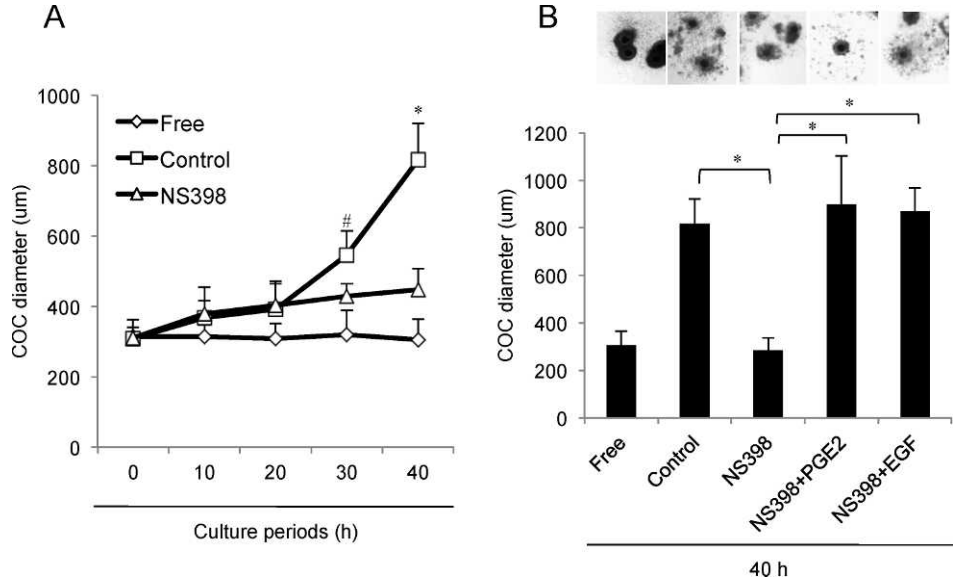 A
COC diameter (um)
1000
800
600
400
200
0
Free
Control
NS398
#
*
0 10 20 30 40
Culture periods (h)
B
COC diameter (um)
1200
1000
800
600
400
200
0
*
*
*
Free
Control
NS398
NS398+PGE2
NS398+EGF
40 h